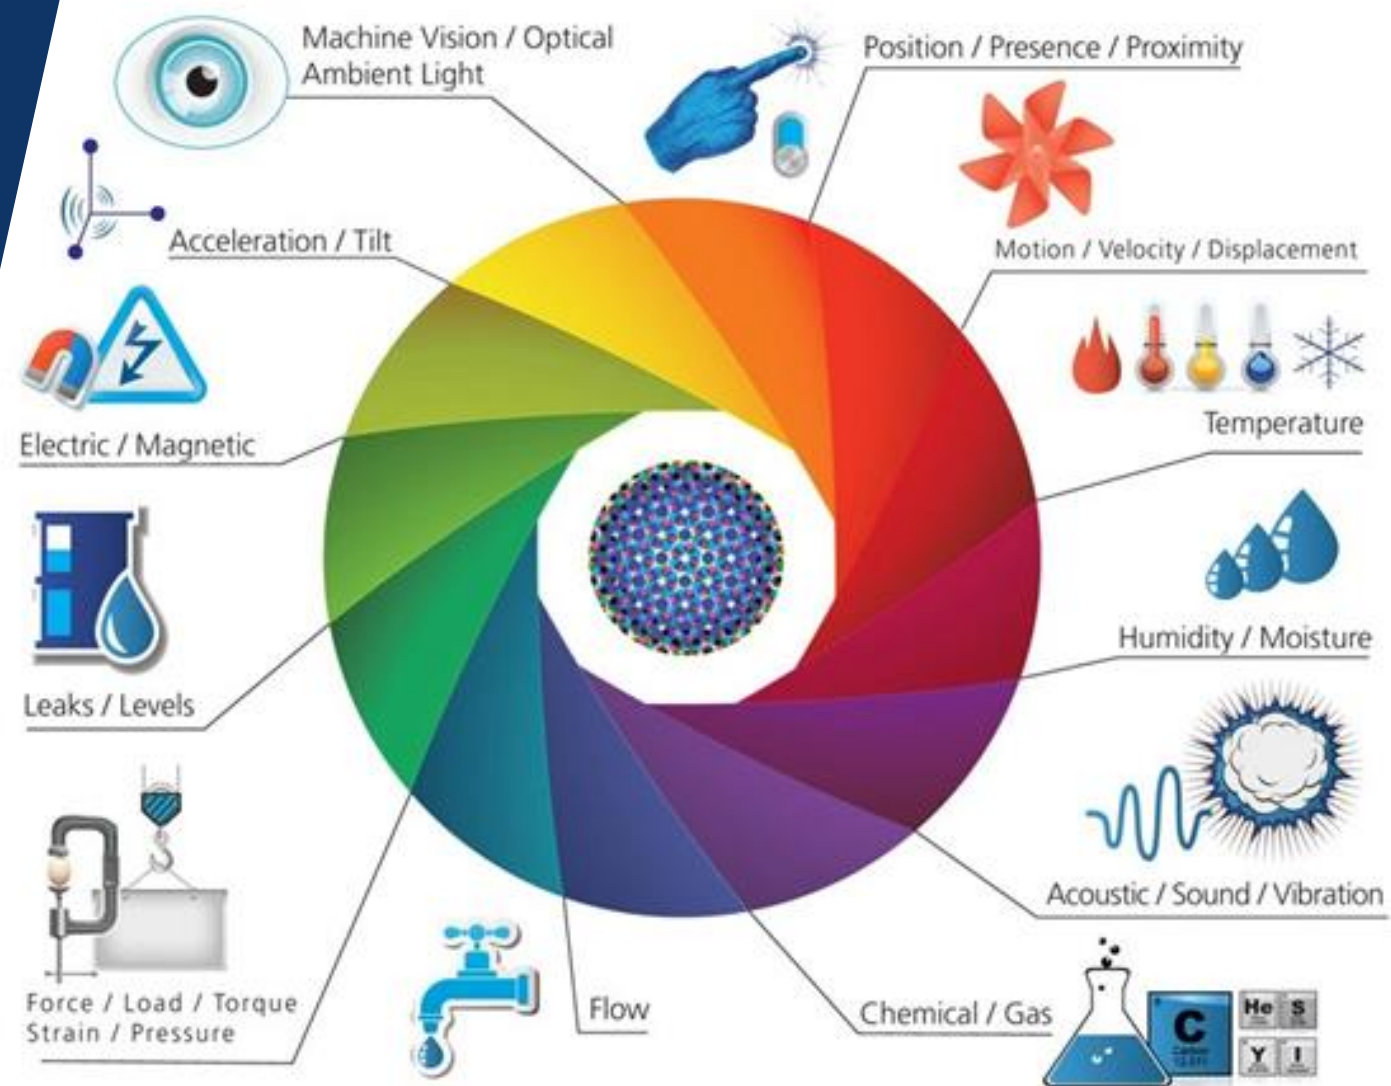 Machine Vision / Optical
Ambient Light
Position / Presence / Proximity
Acceleration / Tilt
Motion / Velocity / Displacement
Electric / Magnetic
Temperature
Leaks / Levels
Humidity / Moisture
Force / Load / Torque
Strain / Pressure
Acoustic / Sound / Vibration
Flow
Chemical / Gas
C
Carbon
He S
Y I